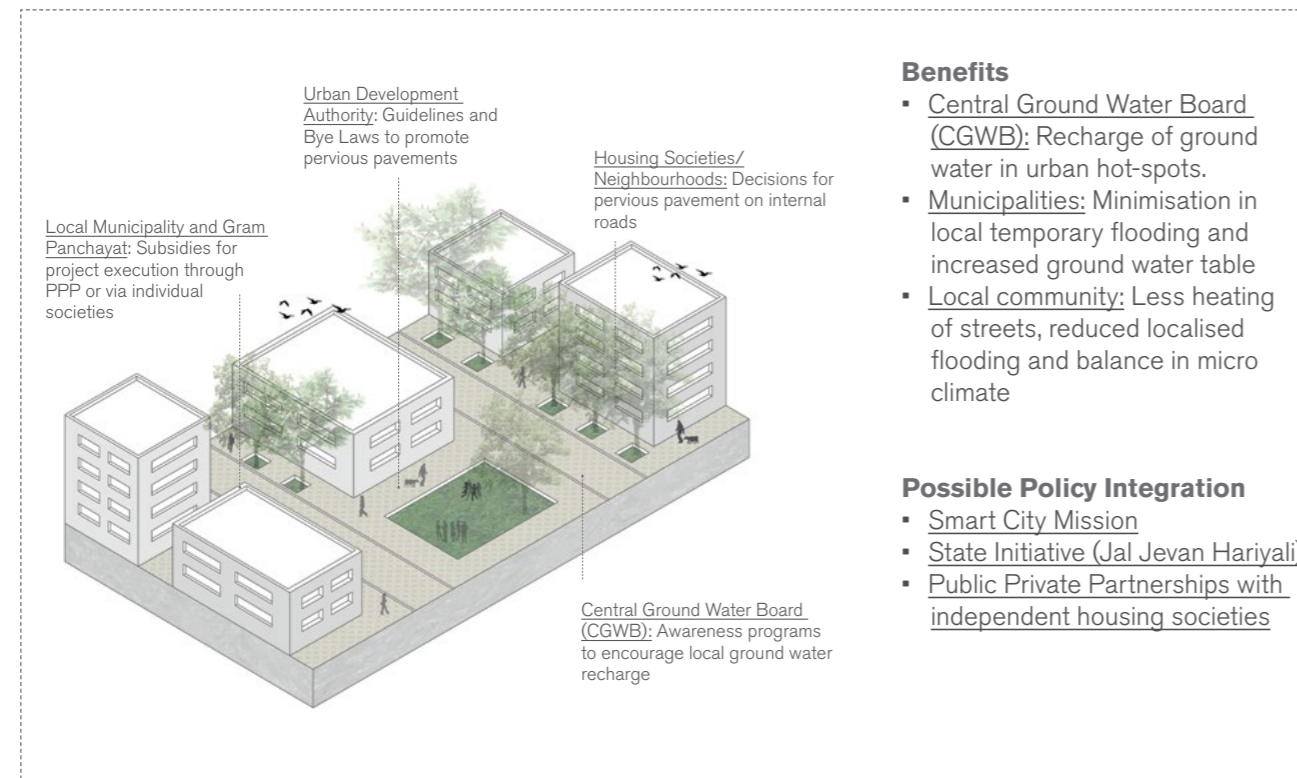 Urban Development
Authority: Guidelines and
Bye Laws to promote
pervious pavements
Housing Societies/
Neighbourhoods: Decisions for
pervious pavement on internal
roads
Local Municipality and Gram
Panchayat: Subsidies for
project execution through
PPP or via individual
societies
Central Ground Water Board
(CGWB): Awareness programs
to encourage local ground water
recharge
Benefits
▪ Central Ground Water Board
(CGWB): Recharge of ground
water in urban hot-spots.
▪ Municipalities: Minimisation in
local temporary flooding and
increased ground water table
▪ Local community: Less heating
of streets, reduced localised
flooding and balance in micro
climate
Possible Policy Integration
▪ Smart City Mission
▪ State Initiative (Jal Jevan Hariyali)
▪ Public Private Partnerships with
independent housing societies